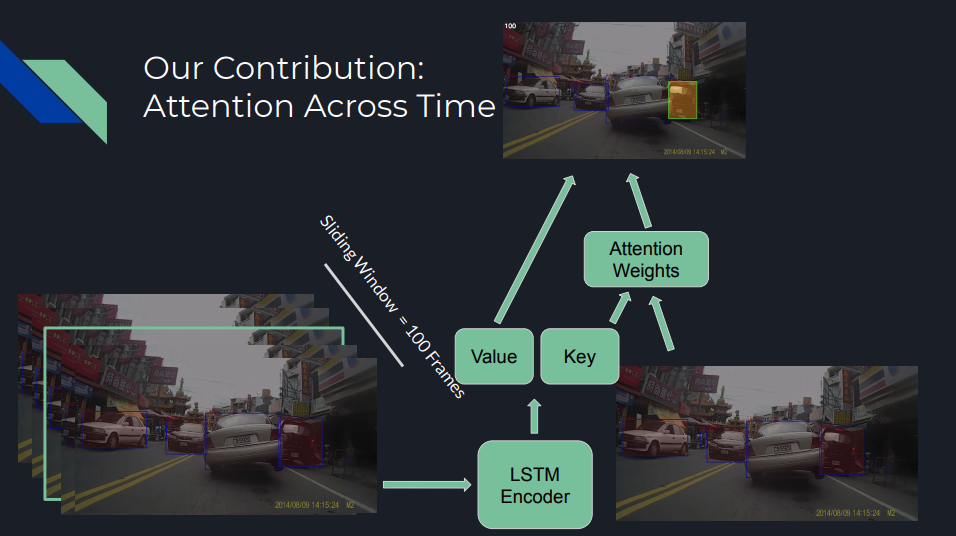 Our Contribution:
Attention Across Time
100
2014/08/09 14:15:24 M2
Attention
Weights
Sliding Window = 100 Frames
Value
Key
LSTM
Encoder
2014/08/09 14:15:24 M2
2014/08/09 14:15:24 M2